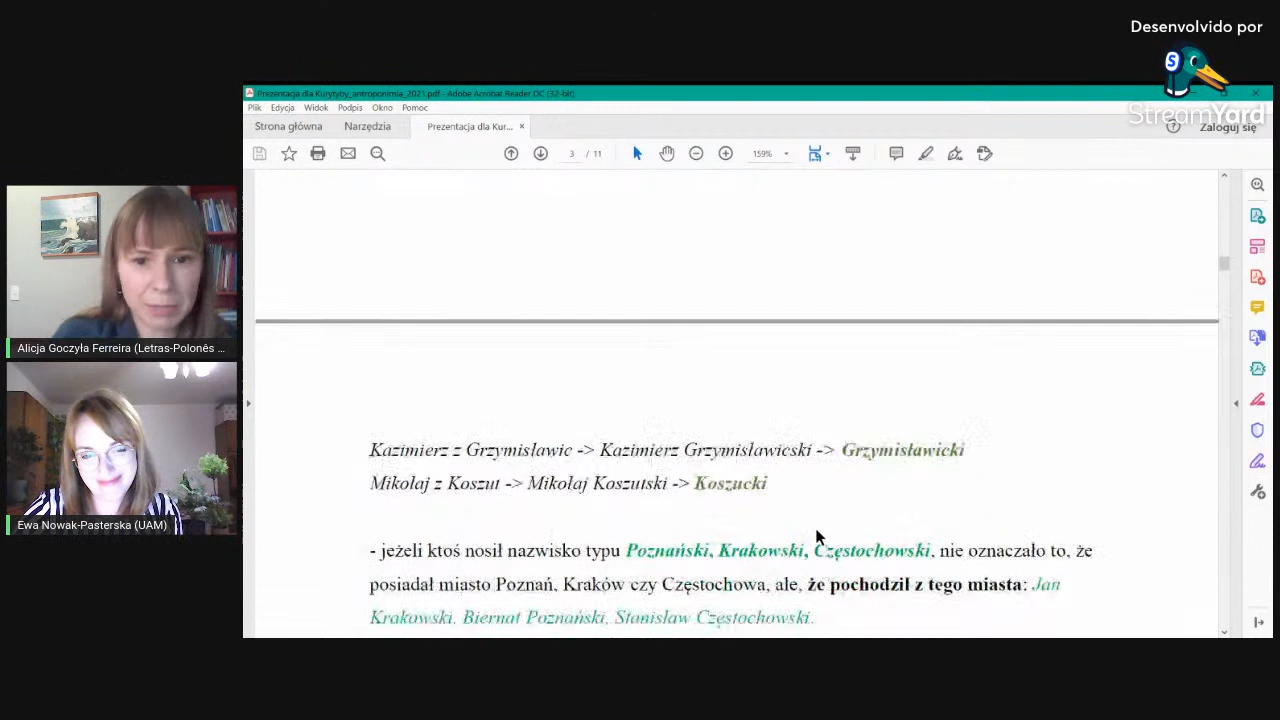 Desenvolvido por
StreamYard
Prezentacja dla Kurytyby_antroponimia_2021.pdf - Adobe Acrobat Reader DC (32-bit)
Plik Edycja Widok Podpis Okno Pomoc
Strona główna Narzędzia Prezentacja dla Kur... × Zaloguj się
3 / 11 159%
Kazimierz z Grzymisławic -> Kazimierz Grzymisławicski -> Grzymisławicki
Mikołaj z Koszut -> Mikołaj Koszutski -> Koszucki
- jeżeli ktoś nosił nazwisko typu Poznański, Krakowski, Częstochowski, nie oznaczało to, że
posiadał miasto Poznań, Kraków czy Częstochowa, ale, że pochodził z tego miasta: Jan
Krakowski, Biernat Poznański, Stanisław Częstochowski.
Alicja Goczyła Ferreira (Letras-Polonês ...
Ewa Nowak-Pasterska (UAM)